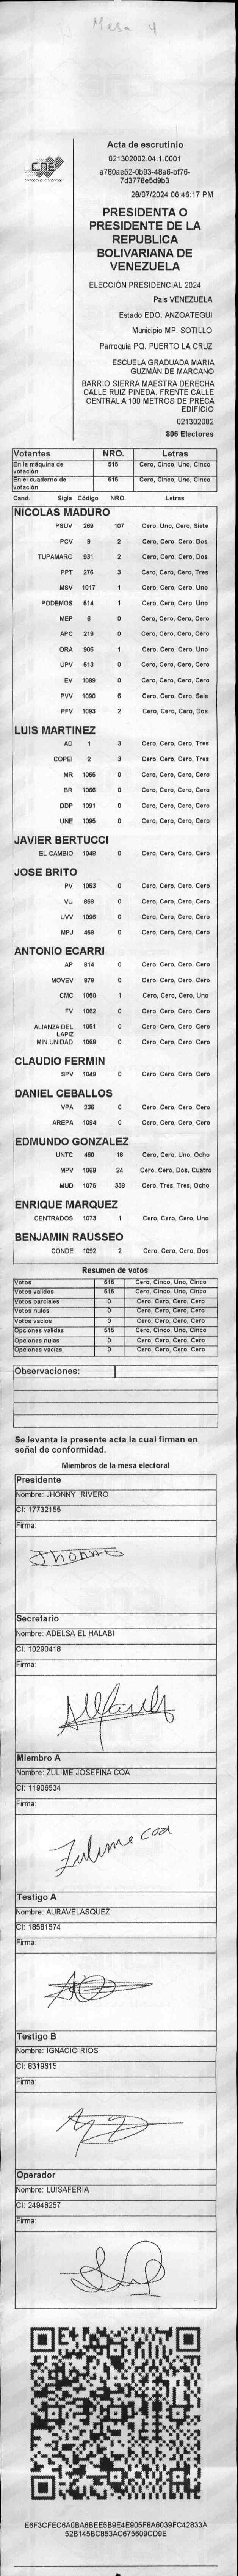 Mesa 4
Acta de escrutinio
021302002.04.1.0001
a780ae52-0b93-48a6-bf76-
7d3778e5d9b3
28/07/2024 06:46:17 PM
CNE
PRESIDENTA O
PRESIDENTE DE LA
REPUBLICA
BOLIVARIANA DE
VENEZUELA
ELECCIÓN PRESIDENCIAL 2024
Pais VENEZUELA
Estado EDO. ANZOATEGUI
Municipio MP. SOTILLO
Parroquia PQ. PUERTO LA CRUZ
ESCUELA GRADUADA MARIA
GUZMÁN DE MARCANO
BARRIO SIERRA MAESTRA DERECHA
CALLE RUIZ PINEDA. FRENTE CALLE
CENTRAL A 100 METROS DE PRECA
EDIFICIO
021302002
806 Electores
Votantes NRO. Letras
En la máquina de votación 515 Cero, Cinco, Uno, Cinco
En el cuaderno de votación 515 Cero, Cinco, Uno, Cinco
Cand. Sigla Código NRO. Letras
NICOLAS MADURO
PSUV 269 107 Cero, Uno, Cero, Siete
PCV 9 2 Cero, Cero, Cero, Dos
TUPAMARO 931 2 Cero, Cero, Cero, Dos
PPT 276 3 Cero, Cero, Cero, Tres
MSV 1017 1 Cero, Cero, Cero, Uno
PODEMOS 514 1 Cero, Cero, Cero, Uno
MEP 6 0 Cero, Cero, Cero, Cero
APC 219 0 Cero, Cero, Cero, Cero
ORA 906 1 Cero, Cero, Cero, Uno
UPV 513 0 Cero, Cero, Cero, Cero
EV 1089 0 Cero, Cero, Cero, Cero
PVV 1090 6 Cero, Cero, Cero, Seis
PFV 1093 2 Cero, Cero, Cero, Dos
LUIS MARTINEZ
AD 1 3 Cero, Cero, Cero, Tres
COPEI 2 3 Cero, Cero, Cero, Tres
MR 1065 0 Cero, Cero, Cero, Cero
BR 1066 0 Cero, Cero, Cero, Cero
DDP 1091 0 Cero, Cero, Cero, Cero
UNE 1095 0 Cero, Cero, Cero, Cero
JAVIER BERTUCCI
EL CAMBIO 1048 0 Cero, Cero, Cero, Cero
JOSE BRITO
PV 1053 0 Cero, Cero, Cero, Cero
VU 868 0 Cero, Cero, Cero, Cero
UVV 1096 0 Cero, Cero, Cero, Cero
MPJ 459 0 Cero, Cero, Cero, Cero
ANTONIO ECARRI
AP 814 0 Cero, Cero, Cero, Cero
MOVEV 878 0 Cero, Cero, Cero, Cero
CMC 1050 1 Cero, Cero, Cero, Uno
FV 1062 0 Cero, Cero, Cero, Cero
ALIANZA DEL LAPIZ 1051 0 Cero, Cero, Cero, Cero
MIN UNIDAD 1068 0 Cero, Cero, Cero, Cero
CLAUDIO FERMIN
SPV 1049 0 Cero, Cero, Cero, Cero
DANIEL CEBALLOS
VPA 236 0 Cero, Cero, Cero, Cero
AREPA 1094 0 Cero, Cero, Cero, Cero
EDMUNDO GONZALEZ
UNTC 460 18 Cero, Cero, Uno, Ocho
MPV 1069 24 Cero, Cero, Dos, Cuatro
MUD 1075 338 Cero, Tres, Tres, Ocho
ENRIQUE MARQUEZ
CENTRADOS 1073 1 Cero, Cero, Cero, Uno
BENJAMIN RAUSSEO
CONDE 1092 2 Cero, Cero, Cero, Dos
Resumen de votos
Votos 515 Cero, Cinco, Uno, Cinco
Votos validos 515 Cero, Cinco, Uno, Cinco
Votos parciales 0 Cero, Cero, Cero, Cero
Votos nulos 0 Cero, Cero, Cero, Cero
Votos vacios 0 Cero, Cero, Cero, Cero
Opciones validas 515 Cero, Cinco, Uno, Cinco
Opciones nulas 0 Cero, Cero, Cero, Cero
Opciones vacias 0 Cero, Cero, Cero, Cero
Observaciones:
Se levanta la presente acta la cual firman en
señal de conformidad.
Miembros de la mesa electoral
Presidente
Nombre: JHONNY RIVERO
CI: 17732155
Firma:
Jhonny
Secretario
Nombre: ADELSA EL HALABI
CI: 10290418
Firma:
Miembro A
Nombre: ZULIME JOSEFINA COA
CI: 11906534
Firma:
Zulime Coa
Testigo A
Nombre: AURAVELASQUEZ
CI: 18581574
Firma:
Testigo B
Nombre: IGNACIO RIOS
CI: 8319615
Firma:
Operador
Nombre: LUISAFERIA
CI: 24948257
Firma:
E6F3CFEC6A0BA6BEE5B9E4E905F8A6039FC42833A
52B145BC853AC675609CD9E